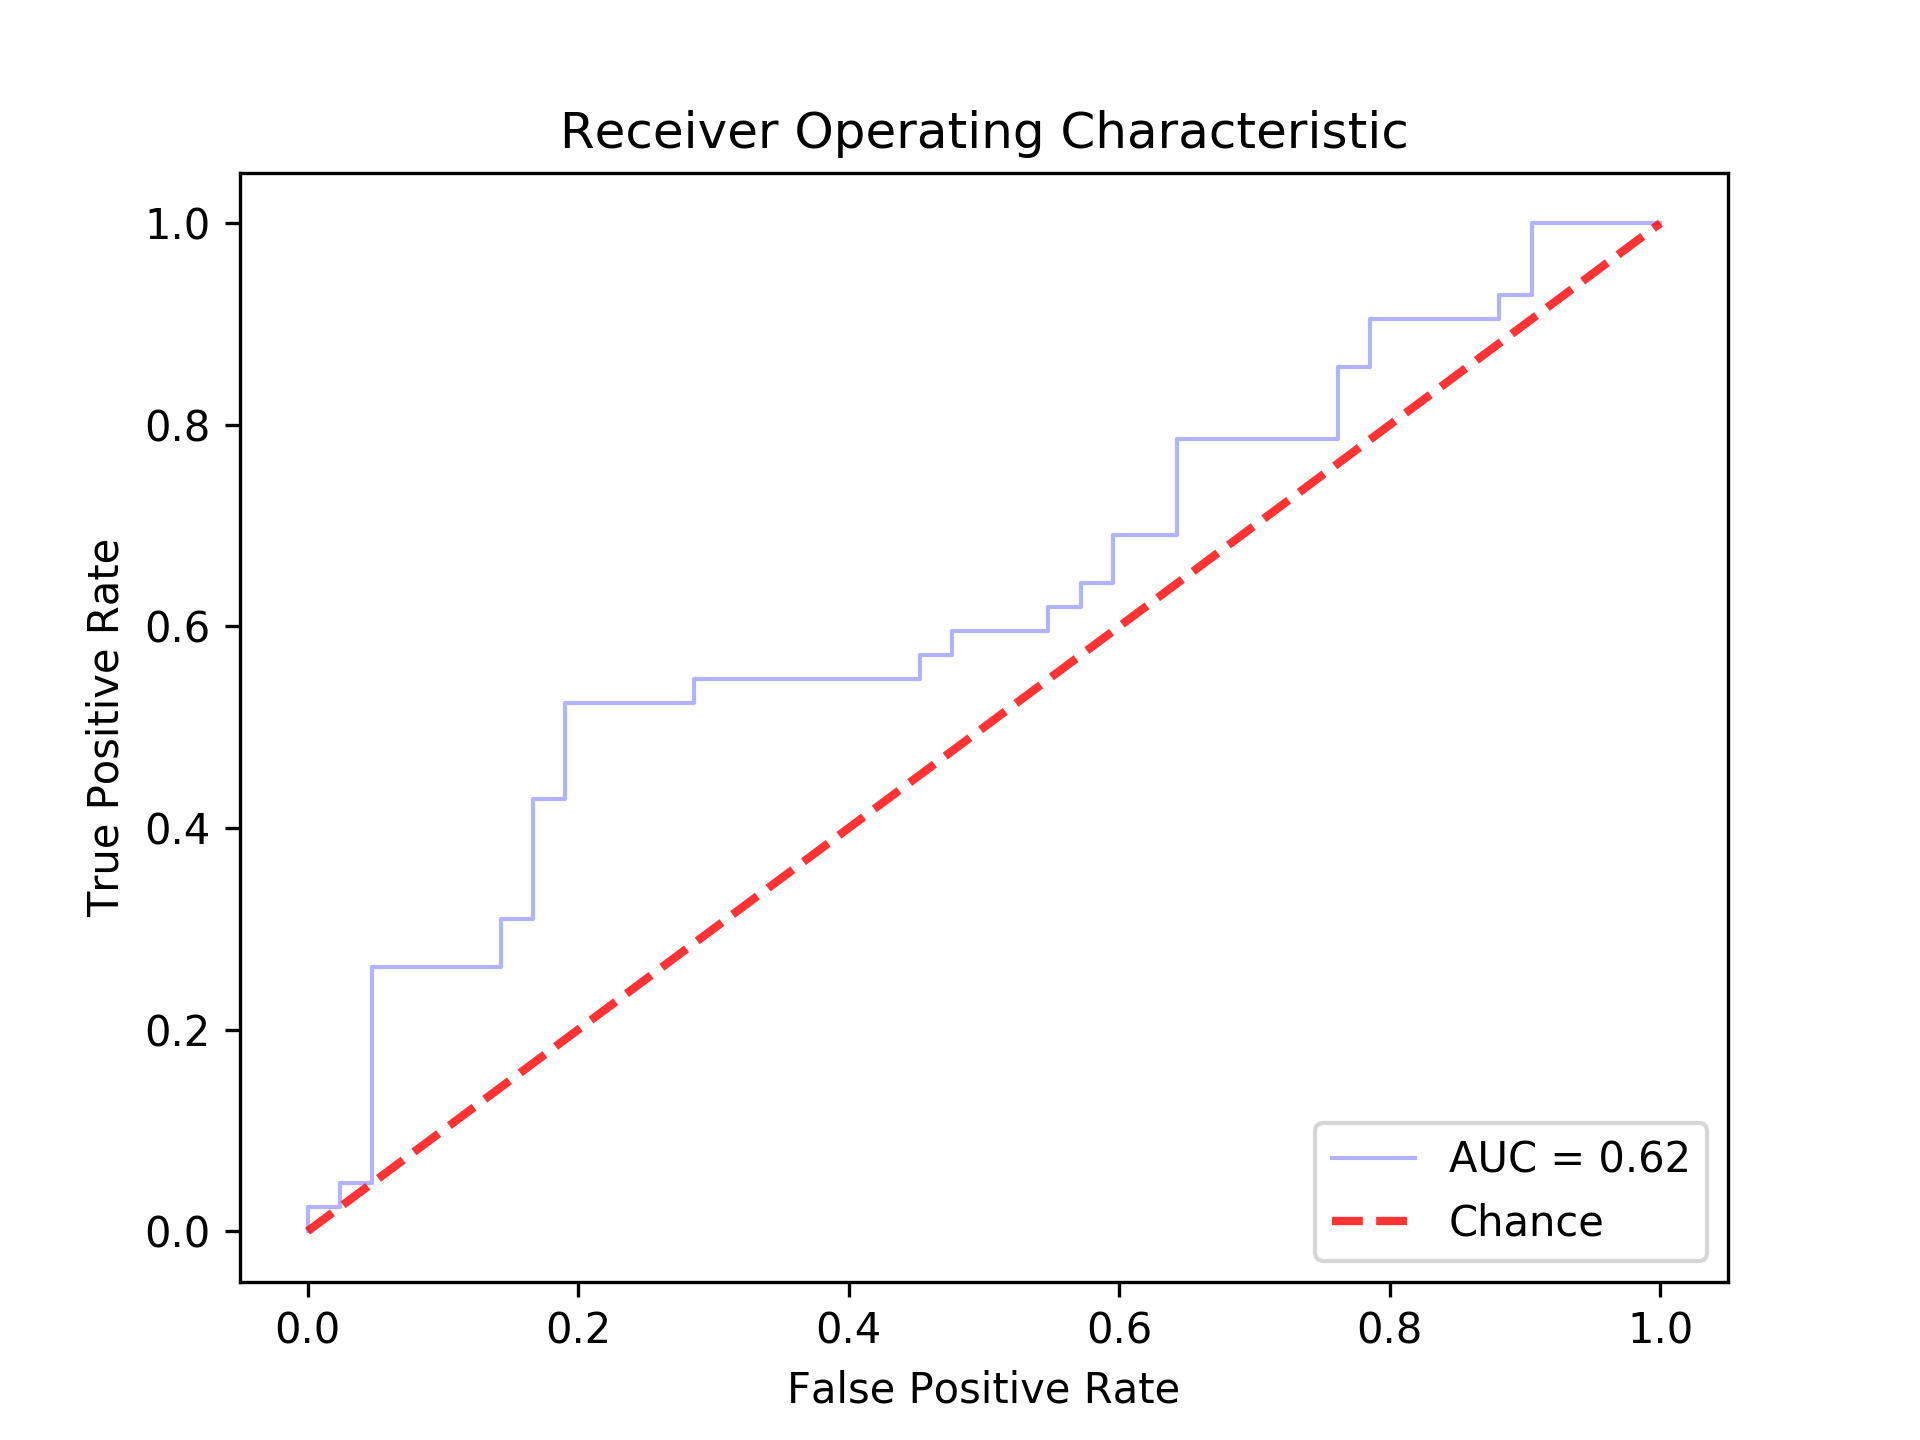 Receiver Operating Characteristic
1.0
0.8
0.6
0.4
0.2
0.0
True Positive Rate
AUC = 0.62
Chance
0.0 0.2 0.4 0.6 0.8 1.0
False Positive Rate